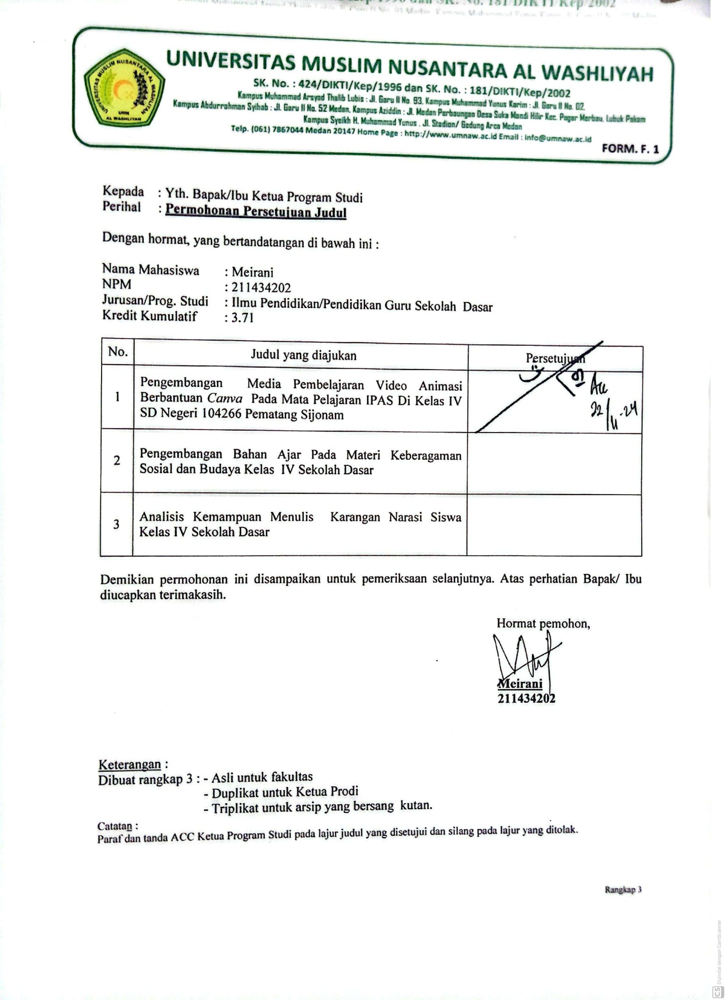 SK. No. 181/DIKTI/Kep/2002
UNIVERSITAS MUSLIM NUSANTARA AL WASHLIYAH
SK. No. : 424/DIKTI/Kep/1996 dan SK. No. : 181/DIKTI/Kep/2002
Kampus Muhammad Arsyad Thalib Lubis : Jl. Garu II No. 93, Kampus Muhammad Yunus Karim : Jl. Garu II No. 02,
Kampus Abdurrahman Syihab : Jl. Garu II No. 52 Medan, Kampus Aziddin : Jl. Medan Perbaungan Desa Suka Mandi Hilir Kec. Pagar Merbau, Lubuk Pakam
Kampus Syeikh H. Muhammad Yunus , Jl. Stadion/ Gedung Arca Medan
Telp. (061) 7867044 Medan 20147 Home Page : http://www.umnaw.ac.id Email : info@umnaw.ac.id
FORM. F. 1
UNIVERSITAS MUSLIM NUSANTARA AL WASHLIYAH
UMN
AL WASHLIYAH
Kepada : Yth. Bapak/Ibu Ketua Program Studi
Perihal : Permohonan Persetujuan Judul
Dengan hormat, yang bertandatangan di bawah ini :
Nama Mahasiswa : Meirani
NPM : 211434202
Jurusan/Prog. Studi : Ilmu Pendidikan/Pendidikan Guru Sekolah Dasar
Kredit Kumulatif : 3.71
No. Judul yang diajukan Persetujuan
1 Pengembangan Media Pembelajaran Video Animasi
Berbantuan Canva Pada Mata Pelajaran IPAS Di Kelas IV
SD Negeri 104266 Pematang Sijonam
Acc
22/11-24
2 Pengembangan Bahan Ajar Pada Materi Keberagaman
Sosial dan Budaya Kelas IV Sekolah Dasar
3 Analisis Kemampuan Menulis Karangan Narasi Siswa
Kelas IV Sekolah Dasar
Demikian permohonan ini disampaikan untuk pemeriksaan selanjutnya. Atas perhatian Bapak/ Ibu
diucapkan terimakasih.
Hormat pemohon,
Meirani
211434202
Keterangan :
Dibuat rangkap 3 : - Asli untuk fakultas
- Duplikat untuk Ketua Prodi
- Triplikat untuk arsip yang bersang kutan.
Catatan :
Paraf dan tanda ACC Ketua Program Studi pada lajur judul yang disetujui dan silang pada lajur yang ditolak.
Rangkap 3
CS Dipindai dengan CamScanner